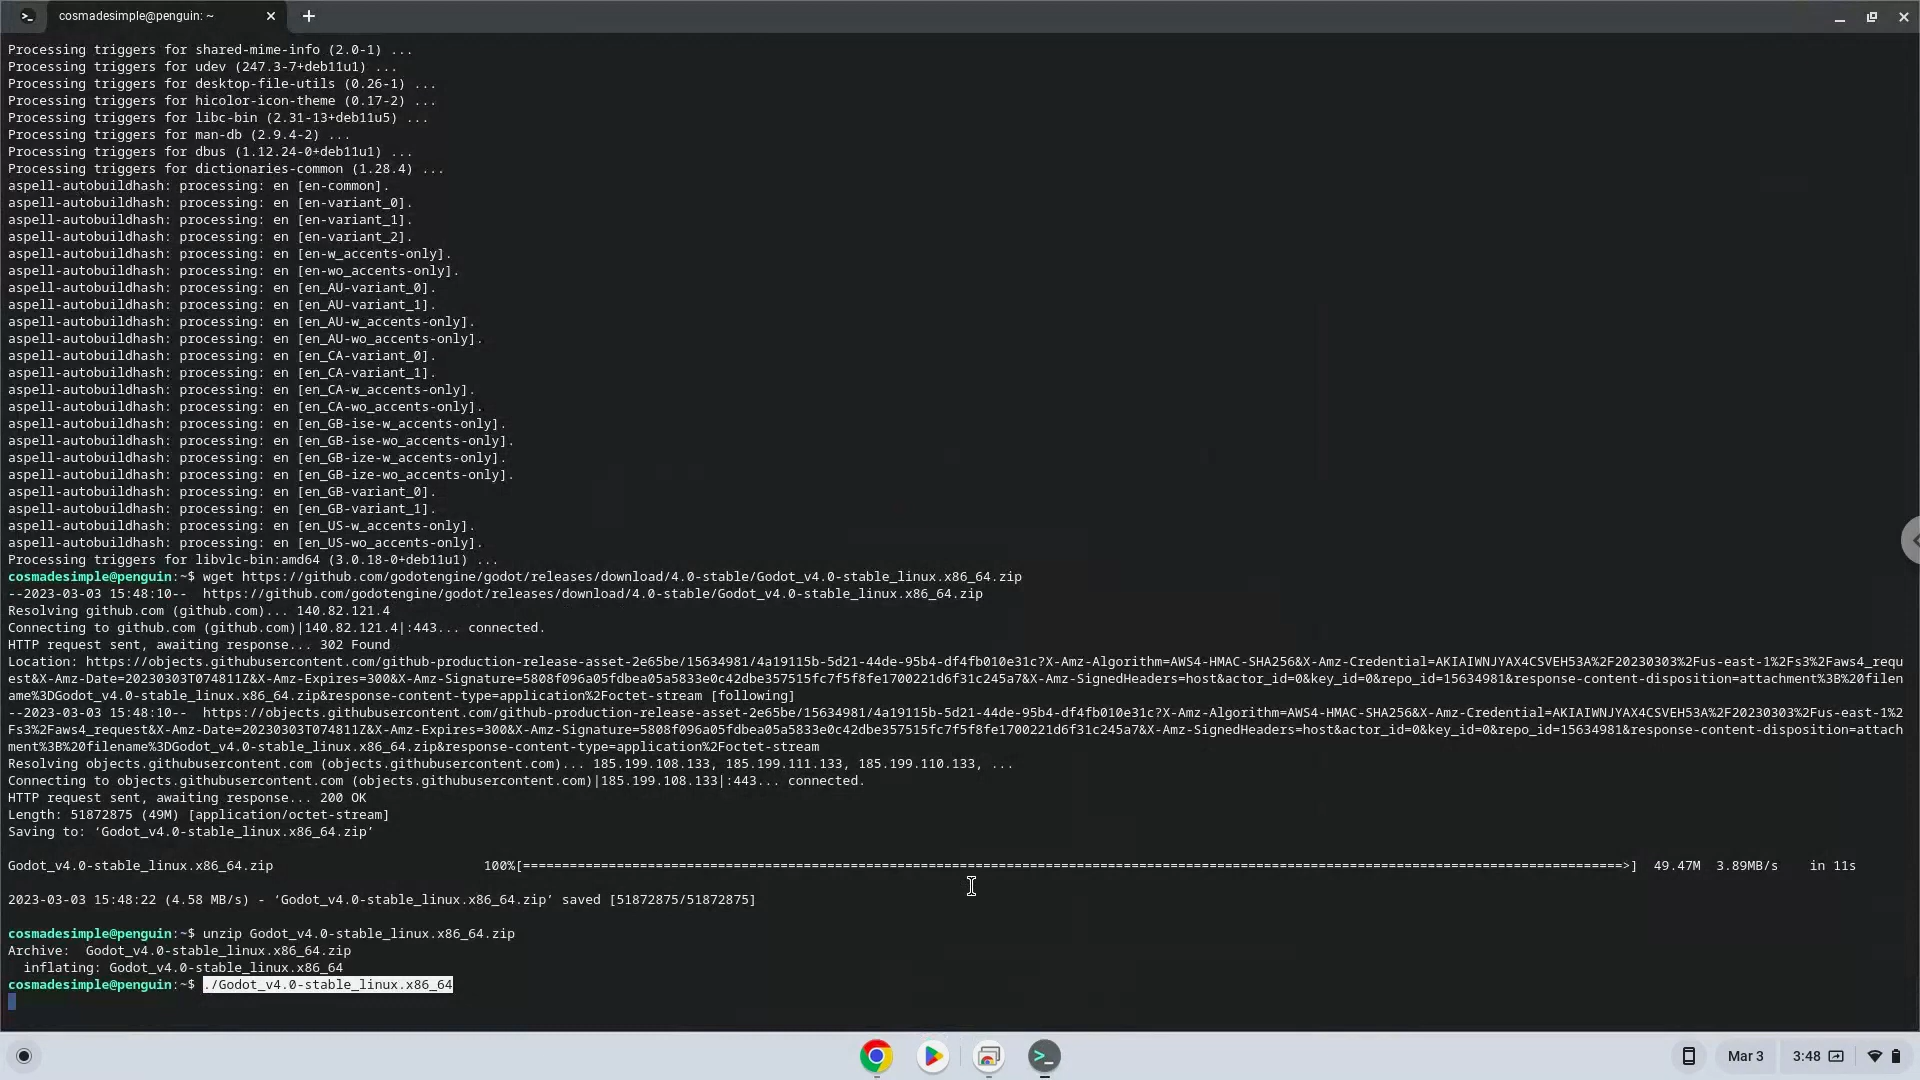 cosmadesimple@penguin: ~
Processing triggers for shared-mime-info (2.0-1) ...
Processing triggers for udev (247.3-7+deb11u1) ...
Processing triggers for desktop-file-utils (0.26-1) ...
Processing triggers for hicolor-icon-theme (0.17-2) ...
Processing triggers for libc-bin (2.31-13+deb11u5) ...
Processing triggers for man-db (2.9.4-2) ...
Processing triggers for dbus (1.12.24-0+deb11u1) ...
Processing triggers for dictionaries-common (1.28.4) ...
aspell-autobuildhash: processing: en [en-common].
aspell-autobuildhash: processing: en [en-variant_0].
aspell-autobuildhash: processing: en [en-variant_1].
aspell-autobuildhash: processing: en [en-variant_2].
aspell-autobuildhash: processing: en [en-w_accents-only].
aspell-autobuildhash: processing: en [en-wo_accents-only].
aspell-autobuildhash: processing: en [en_AU-variant_0].
aspell-autobuildhash: processing: en [en_AU-variant_1].
aspell-autobuildhash: processing: en [en_AU-w_accents-only].
aspell-autobuildhash: processing: en [en_AU-wo_accents-only].
aspell-autobuildhash: processing: en [en_CA-variant_0].
aspell-autobuildhash: processing: en [en_CA-variant_1].
aspell-autobuildhash: processing: en [en_CA-w_accents-only].
aspell-autobuildhash: processing: en [en_CA-wo_accents-only].
aspell-autobuildhash: processing: en [en_GB-ise-w_accents-only].
aspell-autobuildhash: processing: en [en_GB-ise-wo_accents-only].
aspell-autobuildhash: processing: en [en_GB-ize-w_accents-only].
aspell-autobuildhash: processing: en [en_GB-ize-wo_accents-only].
aspell-autobuildhash: processing: en [en_GB-variant_0].
aspell-autobuildhash: processing: en [en_GB-variant_1].
aspell-autobuildhash: processing: en [en_US-w_accents-only].
aspell-autobuildhash: processing: en [en_US-wo_accents-only].
Processing triggers for libvlc-bin:amd64 (3.0.18-0+deb11u1) ...
cosmadesimple@penguin:~$ wget https://github.com/godotengine/godot/releases/download/4.0-stable/Godot_v4.0-stable_linux.x86_64.zip
--2023-03-03 15:48:10--  https://github.com/godotengine/godot/releases/download/4.0-stable/Godot_v4.0-stable_linux.x86_64.zip
Resolving github.com (github.com)... 140.82.121.4
Connecting to github.com (github.com)|140.82.121.4|:443... connected.
HTTP request sent, awaiting response... 302 Found
Location: https://objects.githubusercontent.com/github-production-release-asset-2e65be/15634981/4a19115b-5d21-44de-95b4-df4fb010e31c?X-Amz-Algorithm=AWS4-HMAC-SHA256&X-Amz-Credential=AKIAIWNJYAX4CSVEH53A%2F20230303%2Fus-east-1%2Fs3%2Faws4_requ
est&X-Amz-Date=20230303T074811Z&X-Amz-Expires=300&X-Amz-Signature=5808f096a05fdbea05a5833e0c42dbe357515fc7f5f8fe1700221d6f31c245a7&X-Amz-SignedHeaders=host&actor_id=0&key_id=0&repo_id=15634981&response-content-disposition=attachment%3B%20filen
ame%3DGodot_v4.0-stable_linux.x86_64.zip&response-content-type=application%2Foctet-stream [following]
--2023-03-03 15:48:10--  https://objects.githubusercontent.com/github-production-release-asset-2e65be/15634981/4a19115b-5d21-44de-95b4-df4fb010e31c?X-Amz-Algorithm=AWS4-HMAC-SHA256&X-Amz-Credential=AKIAIWNJYAX4CSVEH53A%2F20230303%2Fus-east-1%2
Fs3%2Faws4_request&X-Amz-Date=20230303T074811Z&X-Amz-Expires=300&X-Amz-Signature=5808f096a05fdbea05a5833e0c42dbe357515fc7f5f8fe1700221d6f31c245a7&X-Amz-SignedHeaders=host&actor_id=0&key_id=0&repo_id=15634981&response-content-disposition=attach
ment%3B%20filename%3DGodot_v4.0-stable_linux.x86_64.zip&response-content-type=application%2Foctet-stream
Resolving objects.githubusercontent.com (objects.githubusercontent.com)... 185.199.108.133, 185.199.111.133, 185.199.110.133, ...
Connecting to objects.githubusercontent.com (objects.githubusercontent.com)|185.199.108.133|:443... connected.
HTTP request sent, awaiting response... 200 OK
Length: 51872875 (49M) [application/octet-stream]
Saving to: ‘Godot_v4.0-stable_linux.x86_64.zip’
Godot_v4.0-stable_linux.x86_64.zip 100%[=============================================>] 49.47M 3.89MB/s in 11s
2023-03-03 15:48:22 (4.58 MB/s) - ‘Godot_v4.0-stable_linux.x86_64.zip’ saved [51872875/51872875]
cosmadesimple@penguin:~$ unzip Godot_v4.0-stable_linux.x86_64.zip
Archive:  Godot_v4.0-stable_linux.x86_64.zip
inflating: Godot_v4.0-stable_linux.x86_64
cosmadesimple@penguin:~$ ./Godot_v4.0-stable_linux.x86_64
Mar 3 3:48